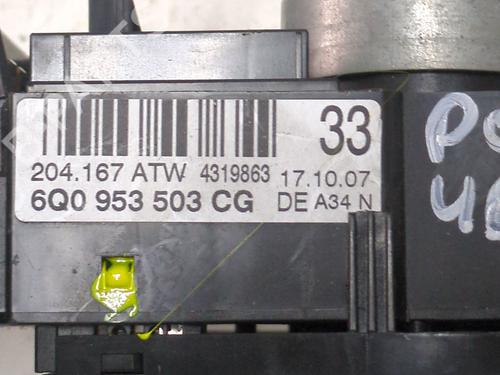 33
204.167 ATW 4319863 17.10.07
6Q0 953 503 CG DE A34 N